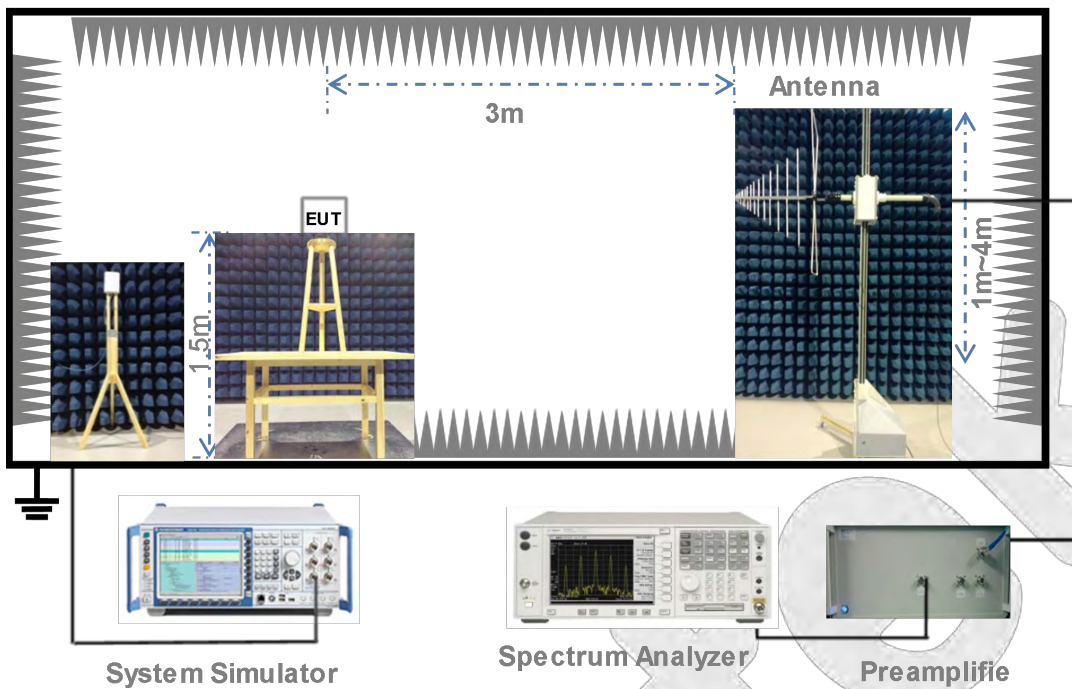 Antenna
3m
EUT
1m~4m
1.5m
System Simulator
Spectrum Analyzer
Preamplifie